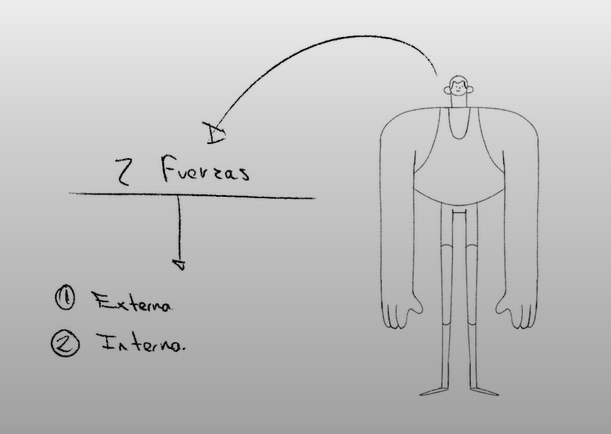 2 Fuerzas
① Externa
② Interna.